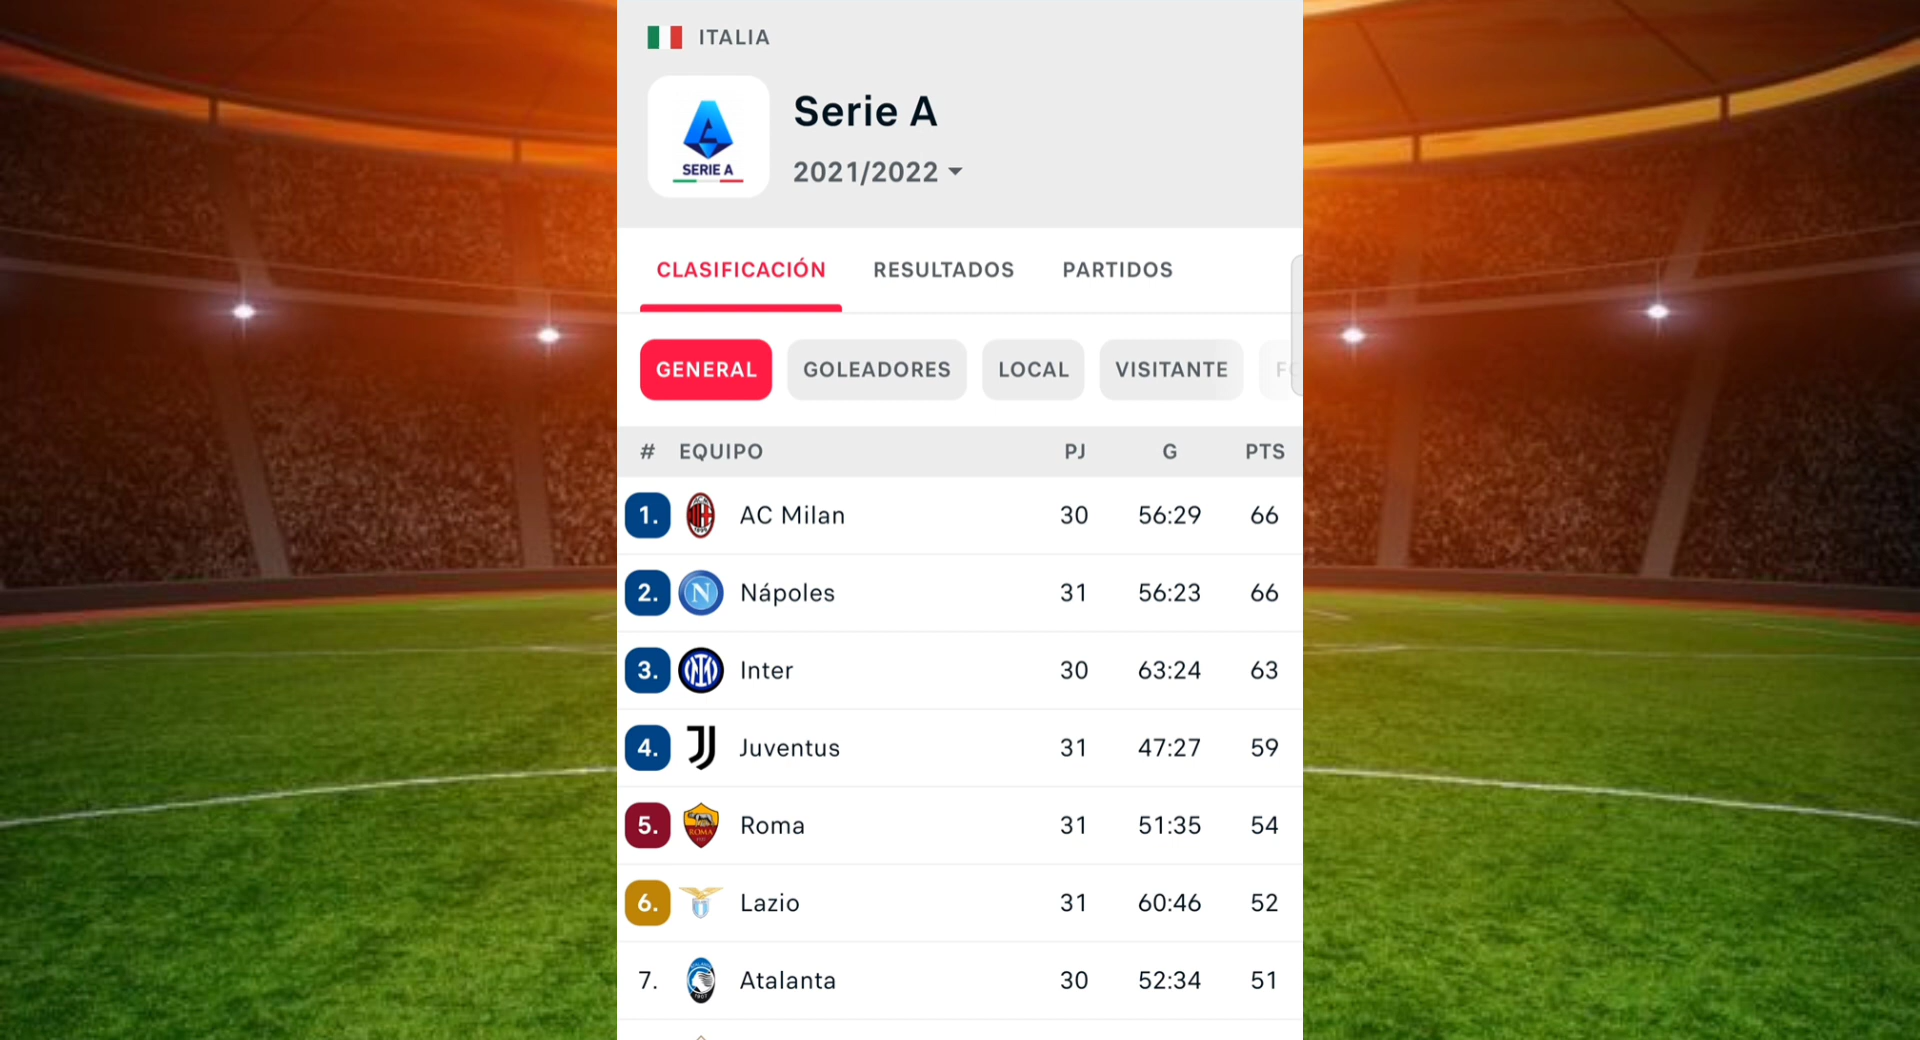 ITALIA
SERIE A
Serie A
2021/2022
CLASIFICACIÓN RESULTADOS PARTIDOS
GENERAL GOLEADORES LOCAL VISITANTE
# EQUIPO PJ G PTS
1. AC Milan 30 56:29 66
2. N Nápoles 31 56:23 66
3. Inter 30 63:24 63
4. Juventus 31 47:27 59
5. ROMA Roma 31 51:35 54
6. Lazio 31 60:46 52
7. 1907 Atalanta 30 52:34 51